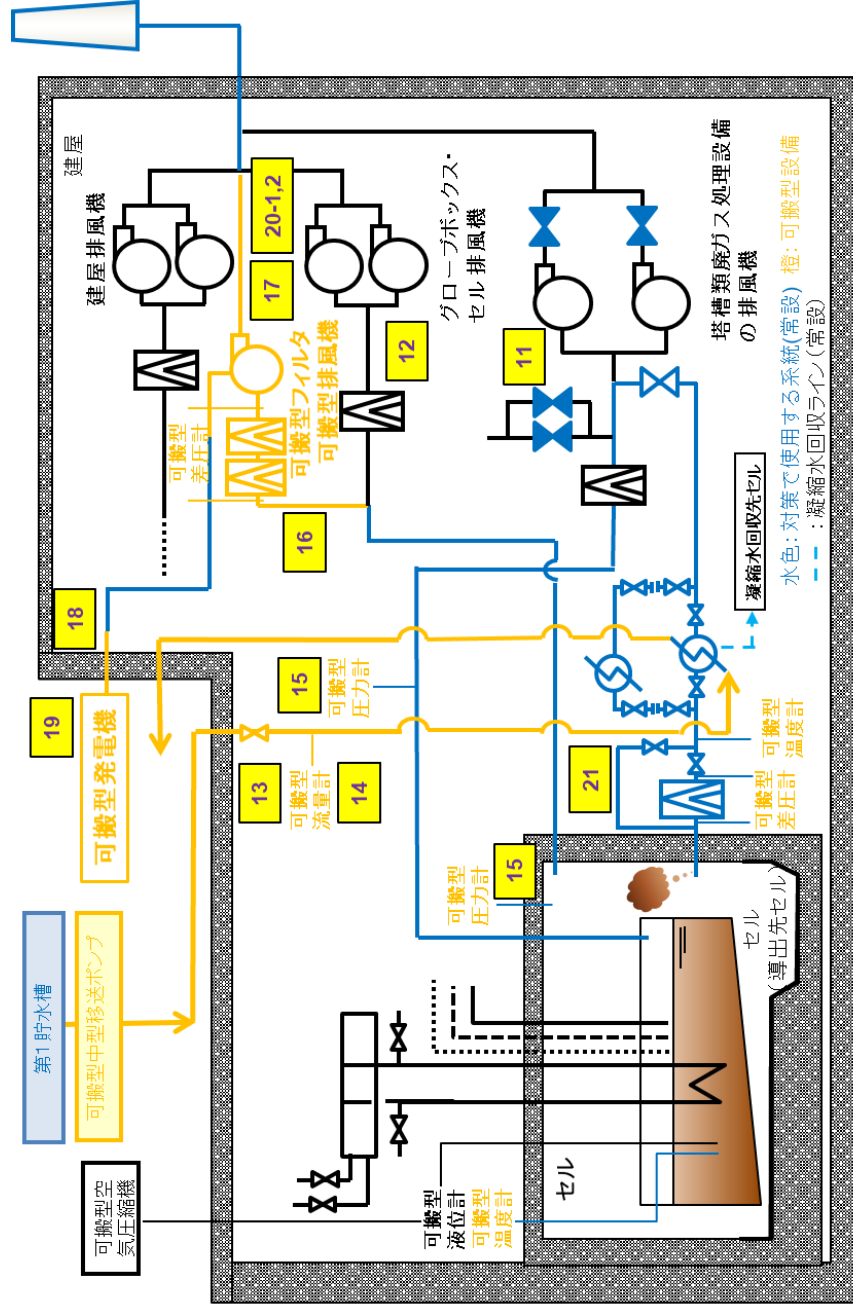 第1貯水槽
可搬型中型移送ポンプ
可搬型空
気圧縮機
可搬型発電機
19
18
建屋
建屋排風機
可搬型
差圧計
可搬型フィルタ
可搬型排風機
17
20-1,2
16
12
グローブボックス・
セル排風機
13
可搬型
流量計
14
15
可搬型
圧力計
11
塔槽類廃ガス処理設備
の排風機
21
可搬型
温度計
可搬型
差圧計
凝縮水回収先セル
15
可搬型
圧力計
可搬型
液位計
可搬型
温度計
セル
セル
(導出先セル)
水色: 対策で使用する系統(常設) 橙: 可搬型設備
: 凝縮水回収ライン(常設)